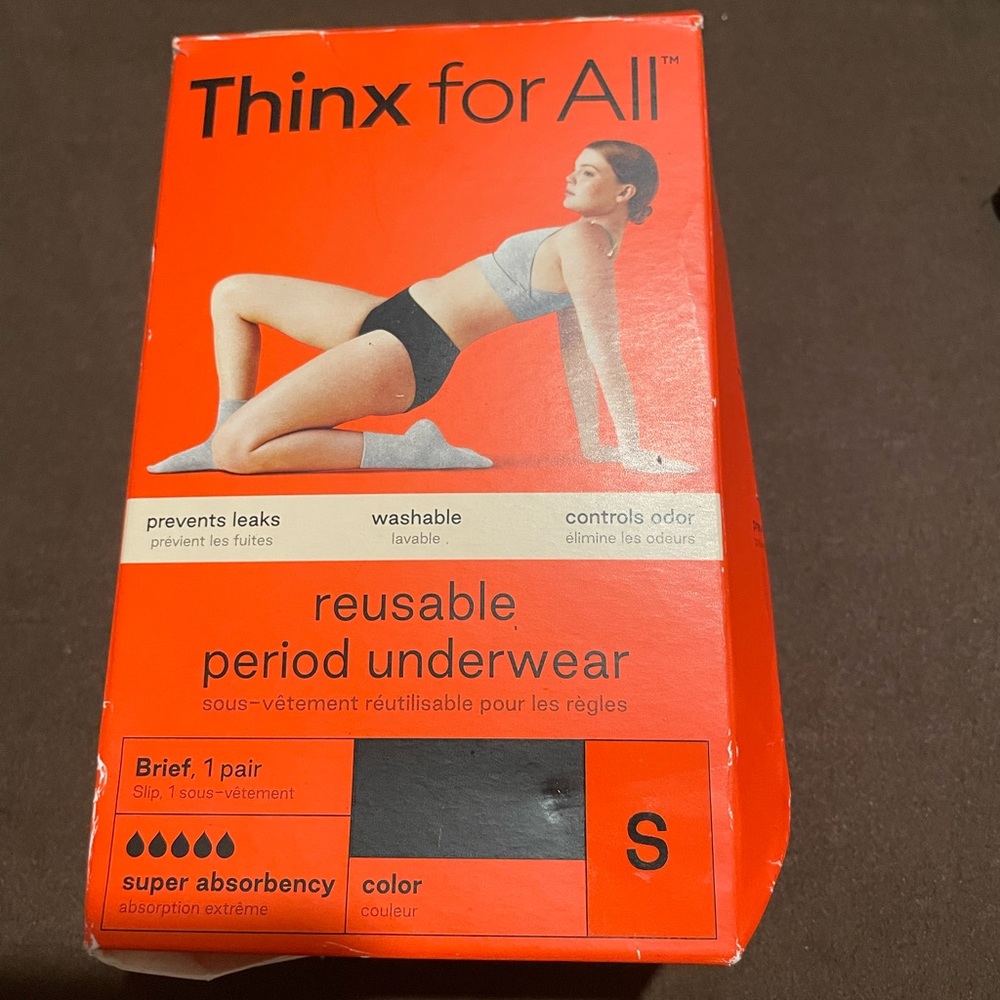 Thinx for All™
prevents leaks
prévient les fuites
washable
lavable
controls odor
élimine les odeurs
reusable
period underwear
sous-vêtement réutilisable pour les règles
Brief, 1 pair
Slip, 1 sous-vêtement
super absorbency
absorption extrême
color
couleur
S